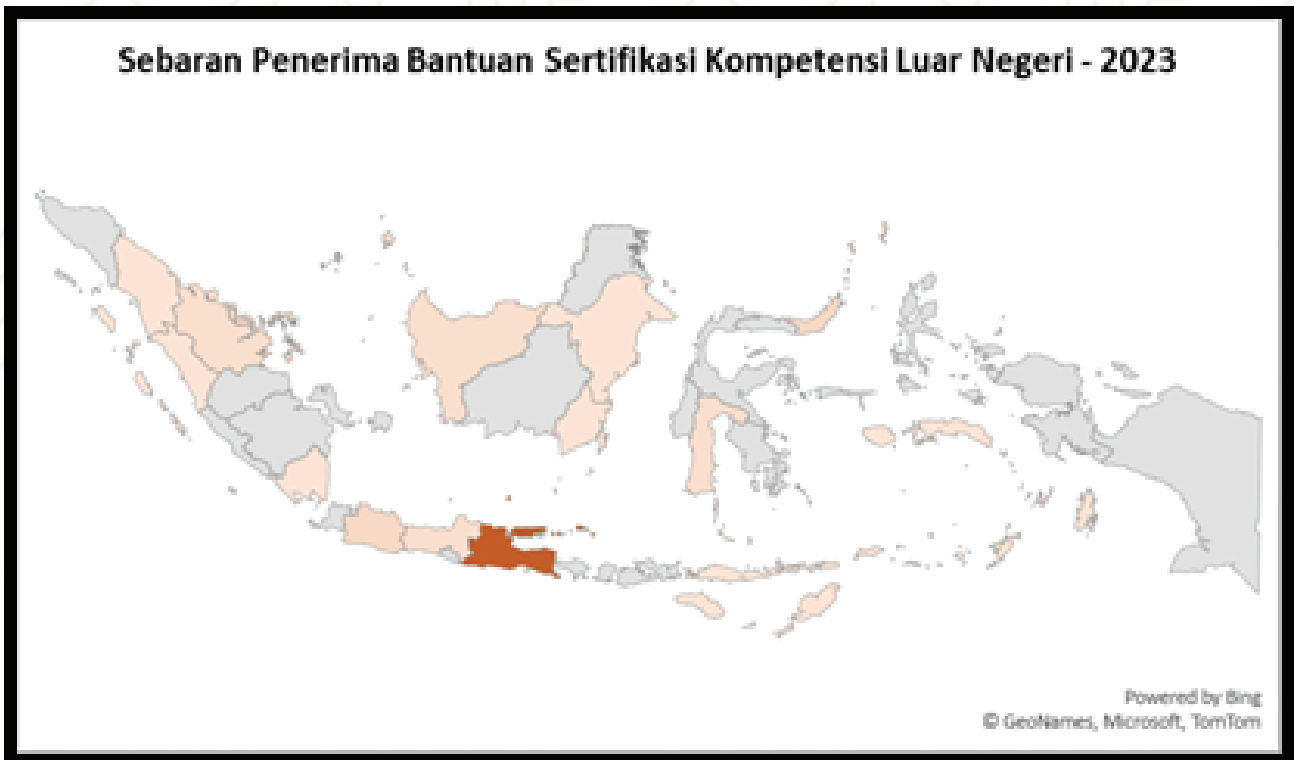 Sebaran Penerima Bantuan Sertifikasi Kompetensi Luar Negeri - 2023
Powered by Bing
© GeoNames, Microsoft, TomTom